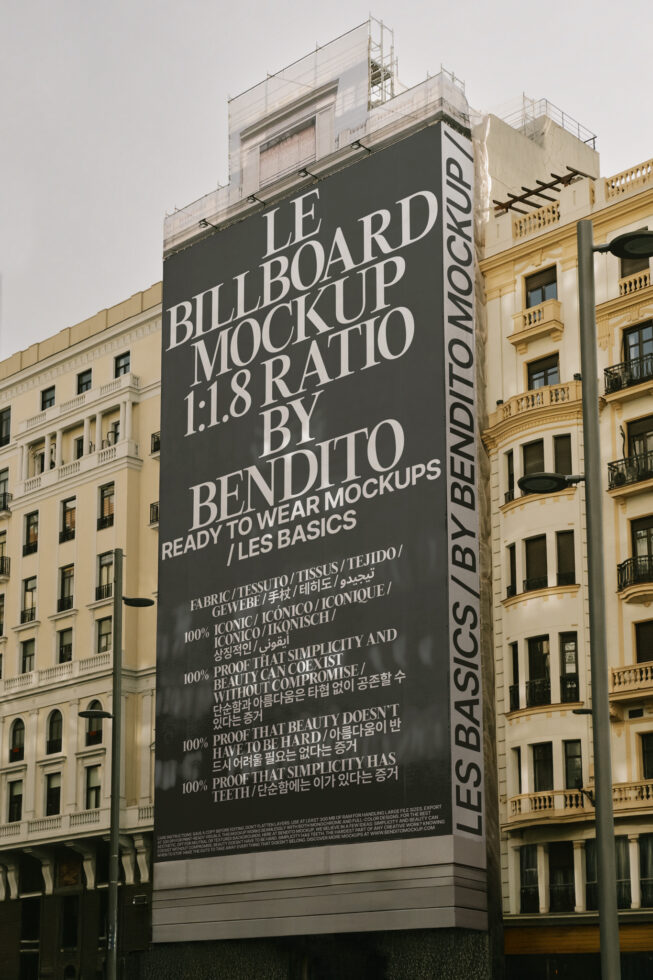 LE
BILLBOARD
MOCKUP
1:1.8 RATIO
BY
BENDITO
READY TO WEAR MOCKUPS
/ LES BASICS
FABRIC / TESSUTO / TISSUS / TEJIDO /
GEWEBE / 手杖 / 테히도 / تيجيدو
100% ICONIC / ICÓNICO / ICONIQUE /
ICONICO / IKONISCH /
상징적인 / أيقوني
100% PROOF THAT SIMPLICITY AND
BEAUTY CAN COEXIST
WITHOUT COMPROMISE /
단순함과 아름다움은 타협 없이 공존할 수
있다는 증거
100% PROOF THAT BEAUTY DOESN'T
HAVE TO BE HARD / 아름다움이 반
드시 어려울 필요는 없다는 증거
100% PROOF THAT SIMPLICITY HAS
TEETH / 단순함에는 이가 있다는 증거
LES BASICS / BY BENDITO MOCKUP /